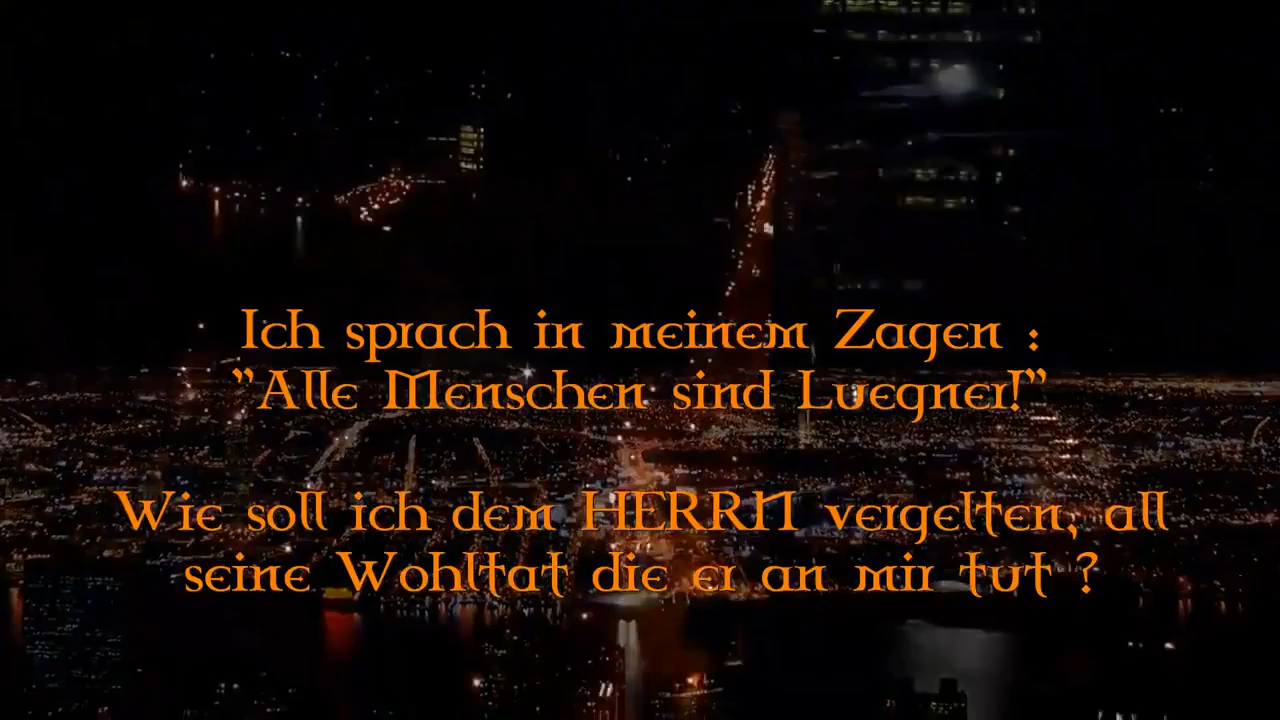 Ich sprach in meinem Zagen :
"Alle Menschen sind Luegner!"
Wie soll ich dem HERRN vergelten, all
seine Wohltat die er an mir tut ?